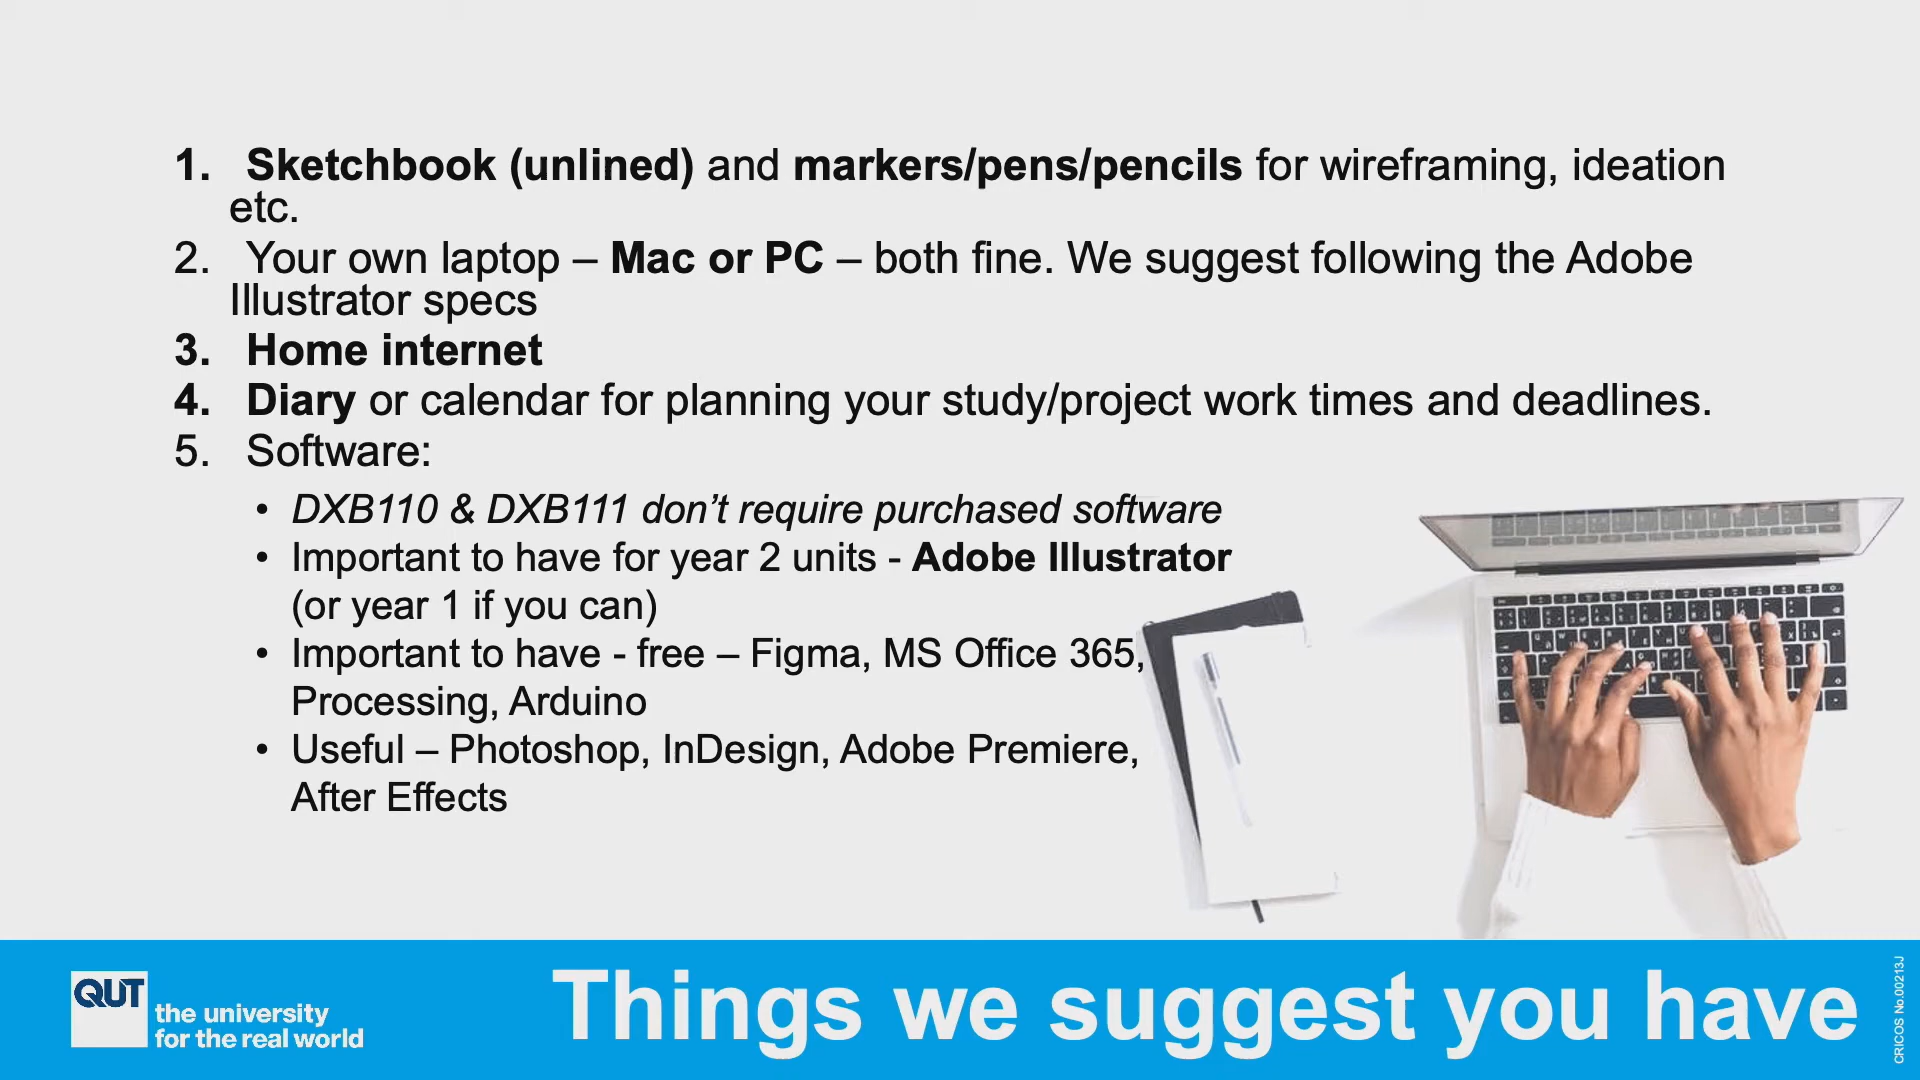 1. Sketchbook (unlined) and markers/pens/pencils for wireframing, ideation
etc.
2. Your own laptop – Mac or PC – both fine. We suggest following the Adobe
Illustrator specs
3. Home internet
4. Diary or calendar for planning your study/project work times and deadlines.
5. Software:
• DXB110 & DXB111 don’t require purchased software
• Important to have for year 2 units - Adobe Illustrator
(or year 1 if you can)
• Important to have - free – Figma, MS Office 365,
Processing, Arduino
• Useful – Photoshop, InDesign, Adobe Premiere,
After Effects
QUT
the university
for the real world
Things we suggest you have
CRICOS No.00213J